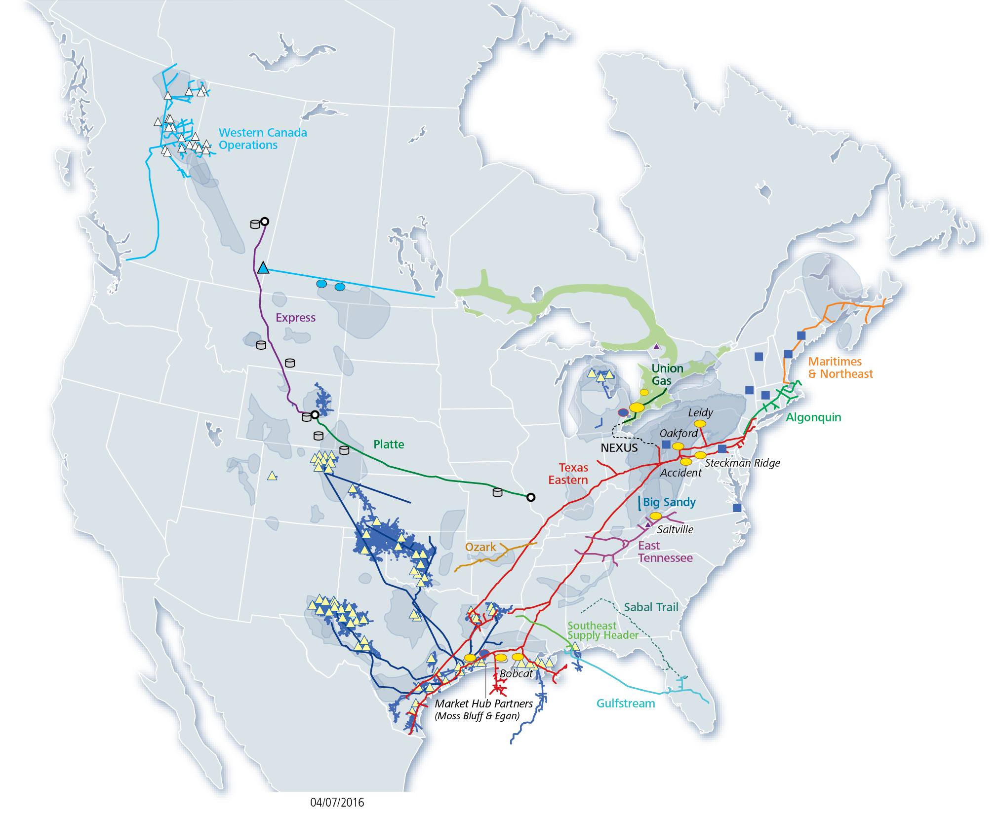 Western Canada
Operations
Express
Union
Gas
Maritimes
& Northeast
Leidy
Algonquin
Oakford
Platte
NEXUS
Steckman Ridge
Texas
Eastern
Accident
Big Sandy
Saltville
Ozark
East
Tennessee
Sabal Trail
Southeast
Supply Header
Bobcat
Market Hub Partners
(Moss Bluff & Egan)
Gulfstream
04/07/2016